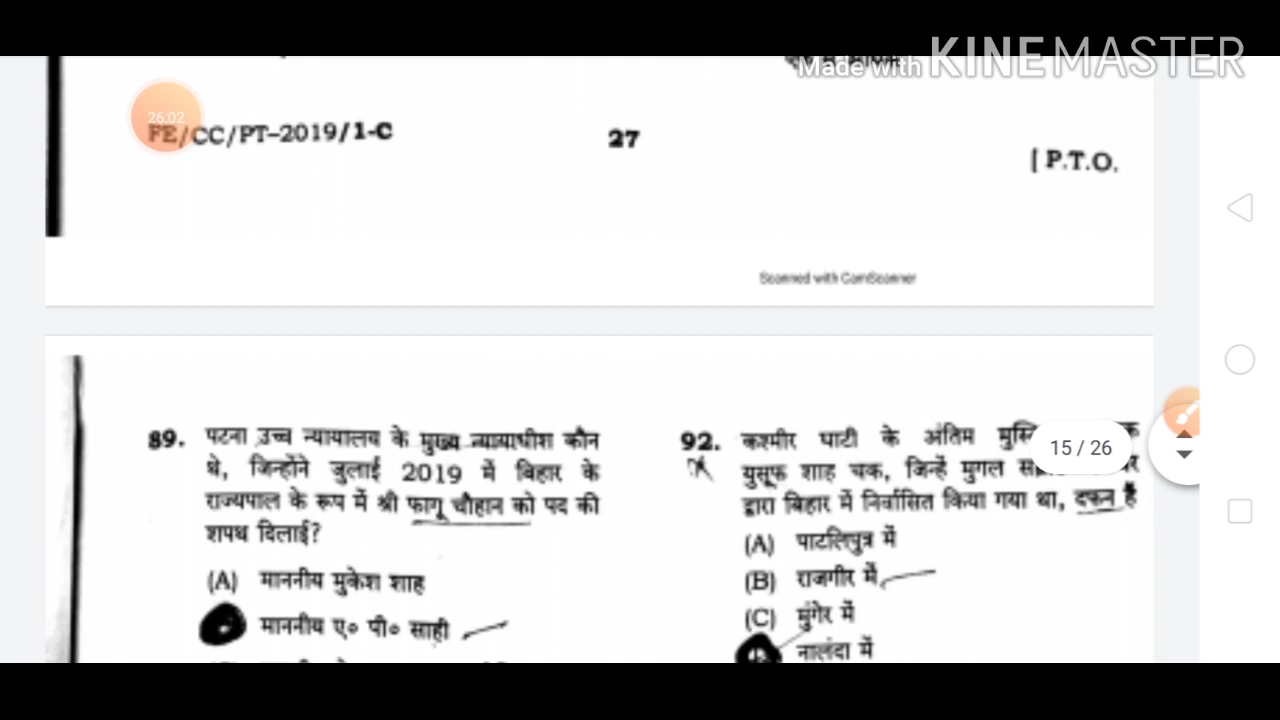 Made with KINEMASTER
26:02
FE/CC/PT–2019/1-C
27
[ P.T.O.
Scanned with CamScanner
15 / 26
89. पटना उच्च न्यायालय के मुख्य न्यायाधीश कौन
थे, जिन्होंने जुलाई 2019 में बिहार के
राज्यपाल के रूप में श्री फागू चौहान को पद की
शपथ दिलाई?
(A) माननीय मुकेश शाह
माननीय ए० पी० साही
92. कश्मीर घाटी के अंतिम
युसूफ शाह चक, जिन्हें मुगल
द्वारा बिहार में निर्वासित किया गया था, दफन हैं
(A) पाटलिपुत्र में
(B) राजगीर में
(C) मुंगेर में
नालंदा में